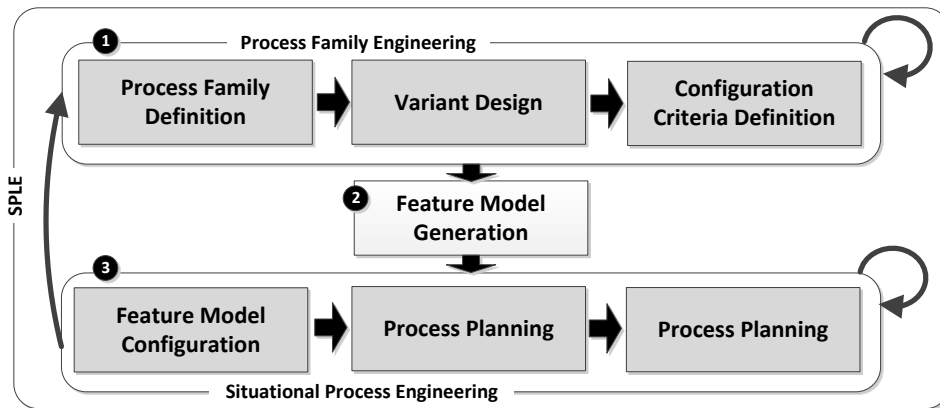 1
Process Family Engineering
Process Family
Definition
Variant Design
Configuration
Criteria Definition
SPLE
2
Feature Model
Generation
3
Feature Model
Configuration
Process Planning
Process Planning
Situational Process Engineering